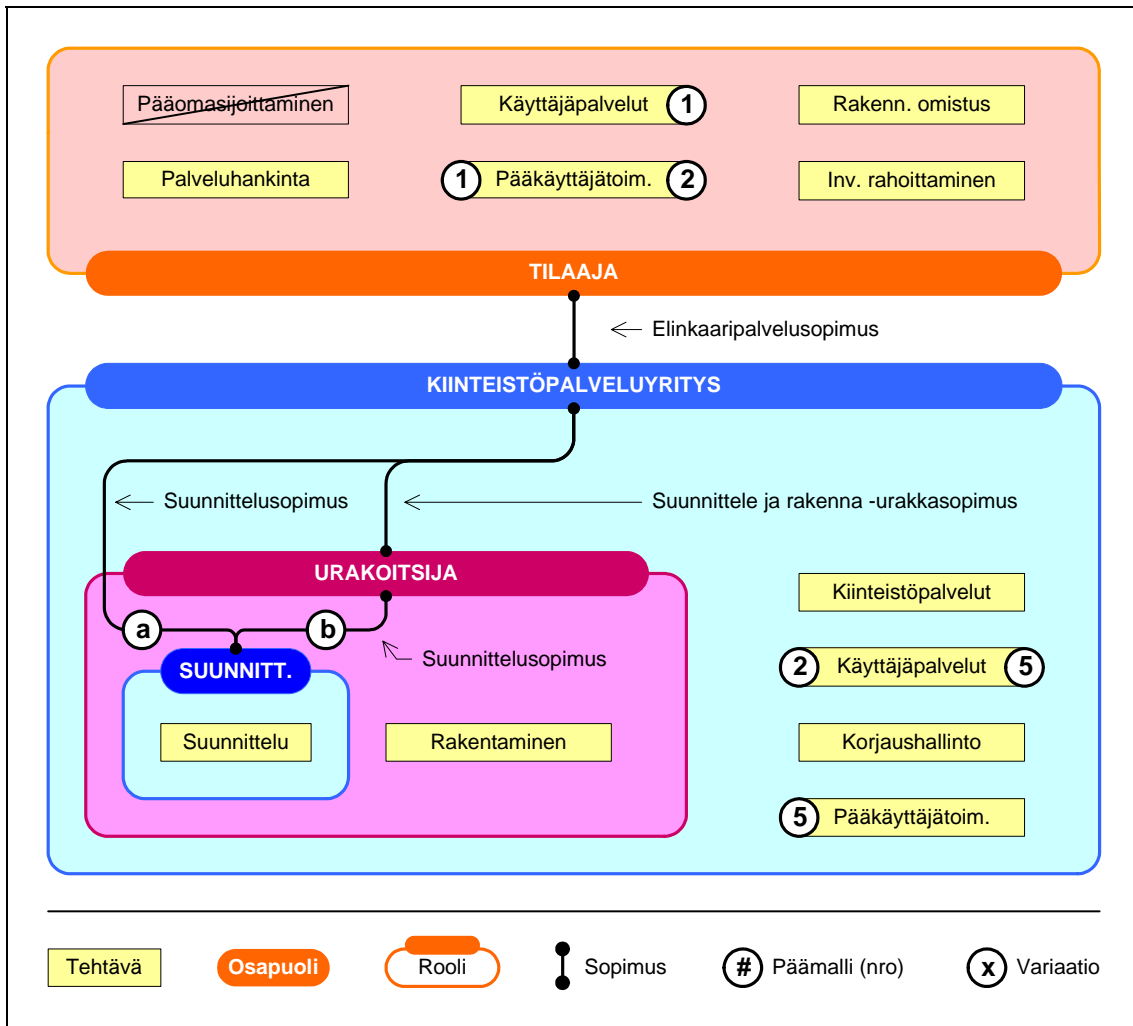 Pääomasijoittaminen
Käyttäjäpalvelut 1
Rakenn. omistus
Palveluhankinta
1 Pääkäyttäjätoim. 2
Inv. rahoittaminen
TILAAJA
Elinkaaripalvelusopimus
KIINTEISTÖPALVELUYRITYS
Suunnittelusopimus
Suunnittele ja rakenna -urakkasopimus
URAKOITSIJA
Kiinteistöpalvelut
a
b
Suunnittelusopimus
SUUNNITT.
2 Käyttäjäpalvelut 5
Suunnittelu
Rakentaminen
Korjaushallinto
5 Pääkäyttäjätoim.
Tehtävä
Osapuoli
Rooli
Sopimus
# Päämalli (nro)
x Variaatio